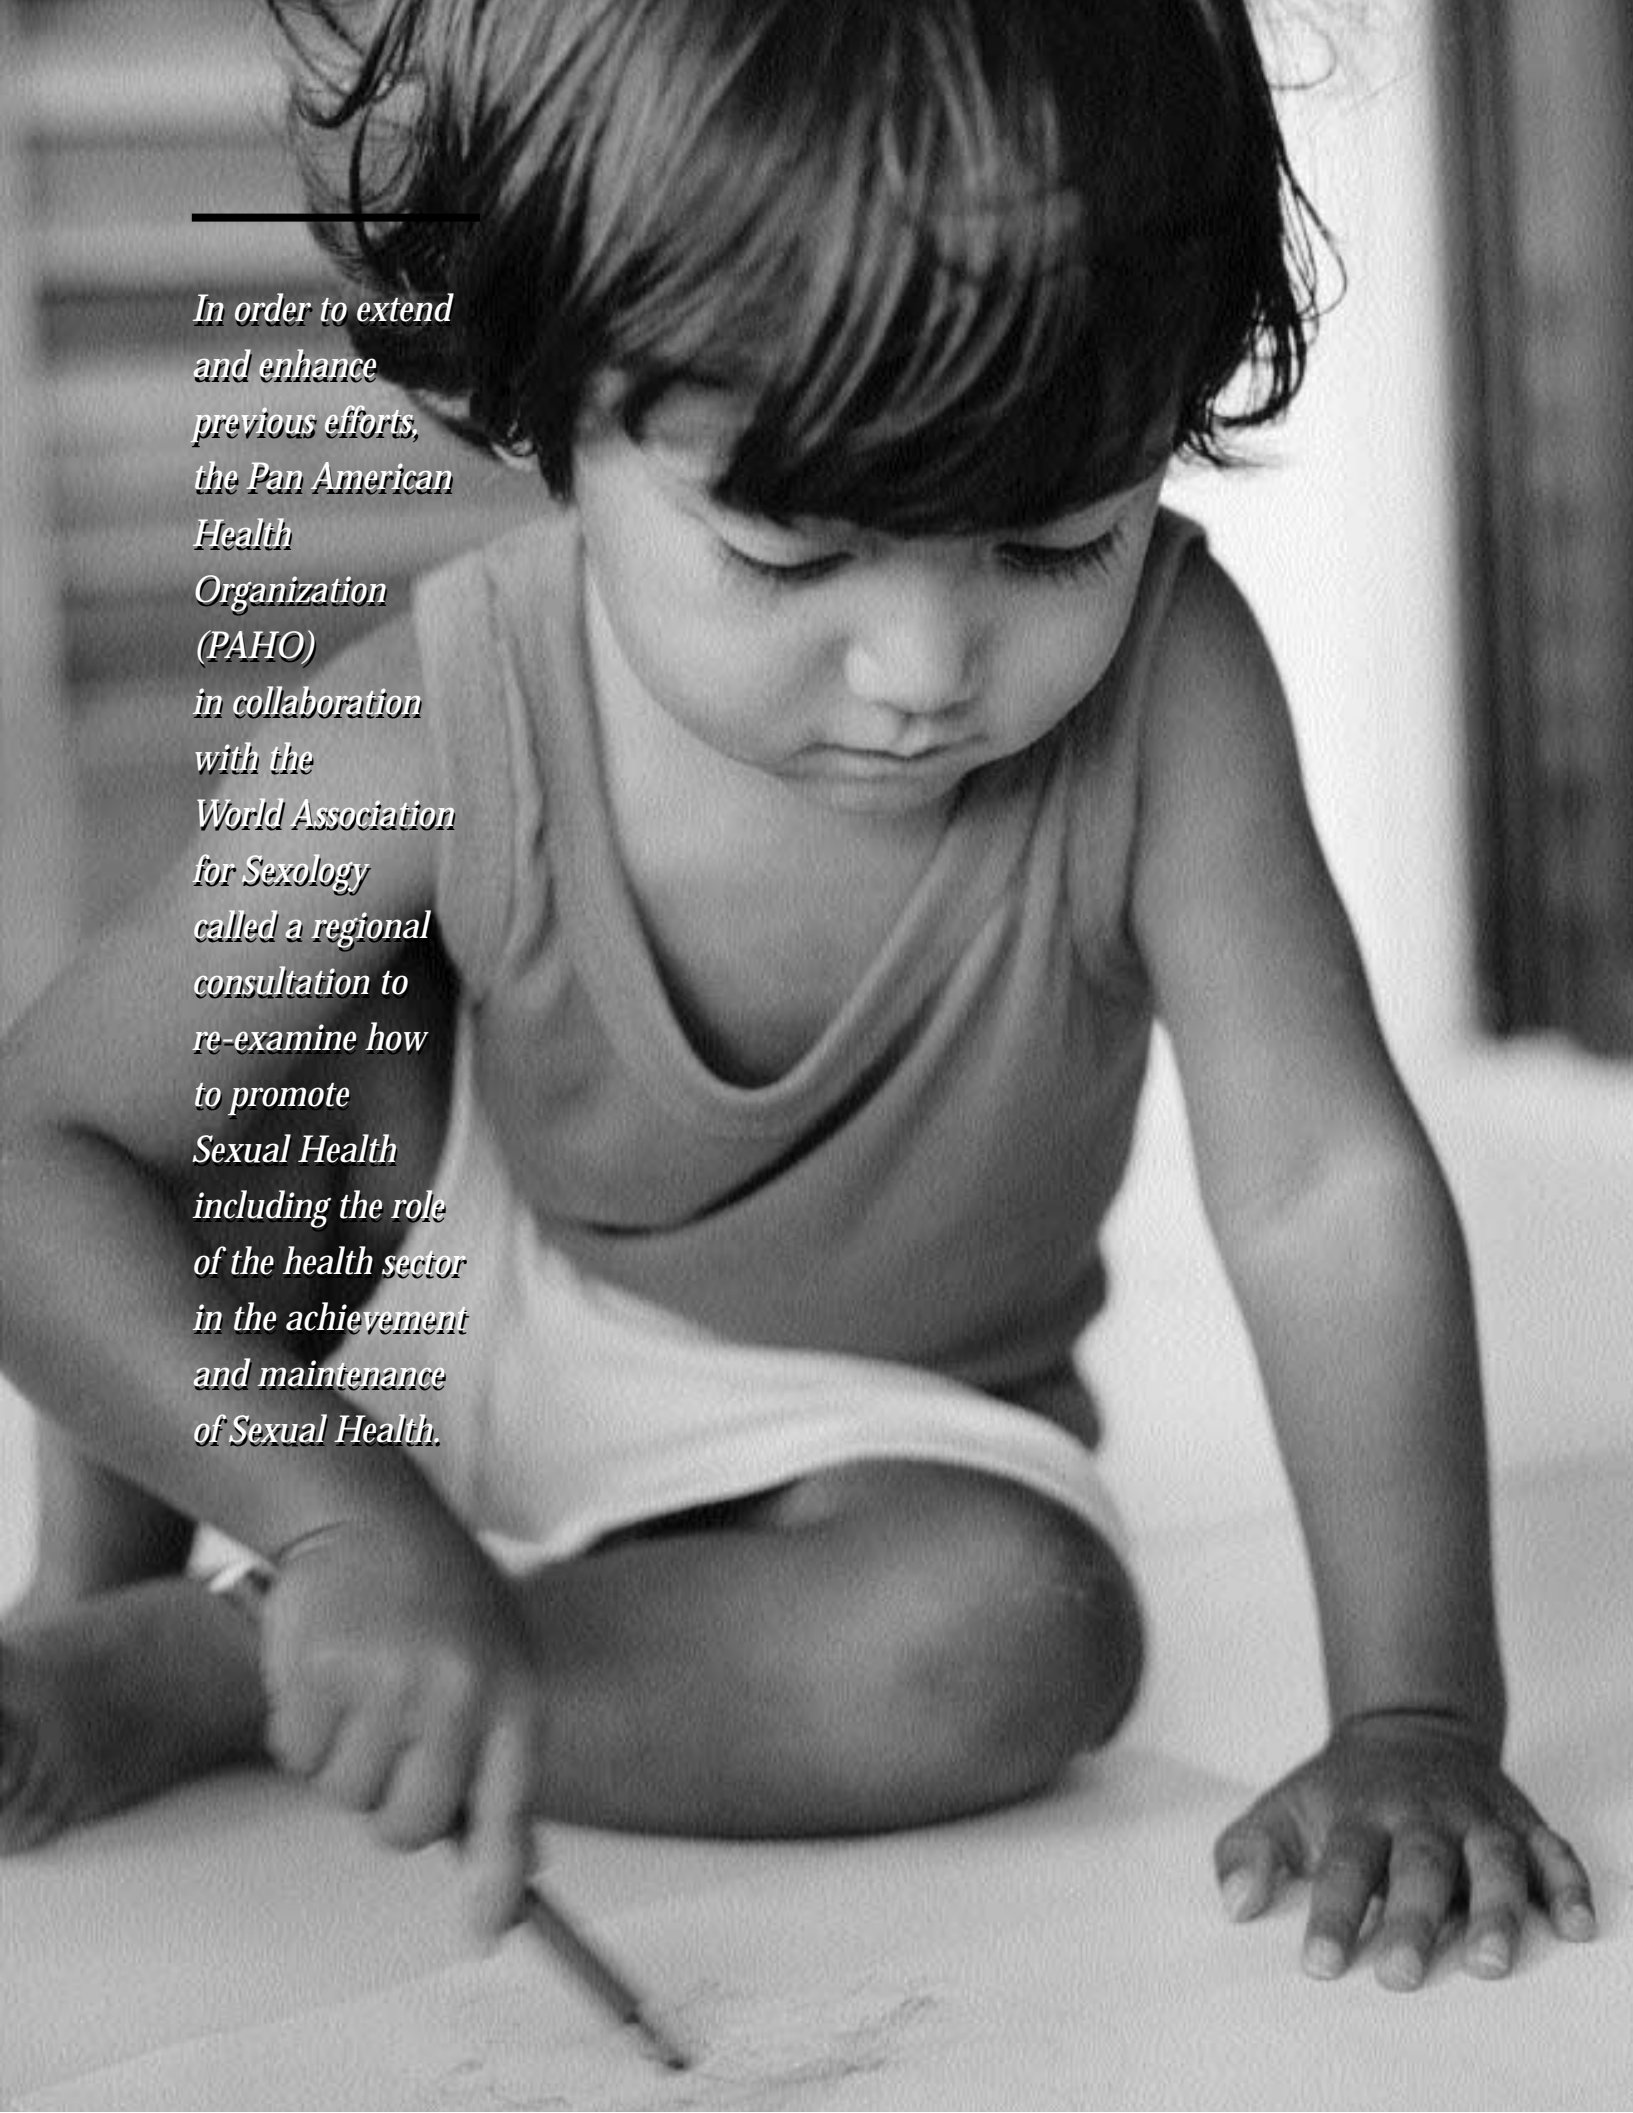 In order to extend
and enhance
previous efforts,
the Pan American
Health
Organization
(PAHO)
in collaboration
with the
World Association
for Sexology
called a regional
consultation to
re-examine how
to promote
Sexual Health
including the role
of the health sector
in the achievement
and maintenance
of Sexual Health.